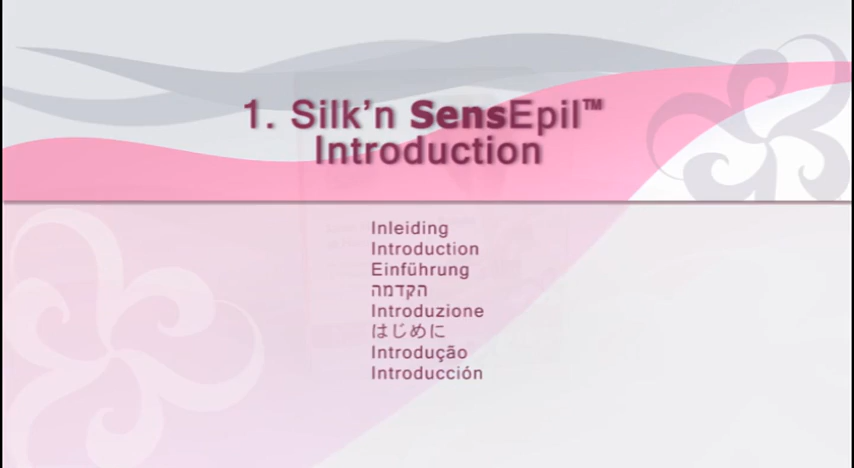 1. Silk’n SensEpil™
Introduction
Inleiding
Introduction
Einführung
הקדמה
Introduzione
はじめに
Introdução
Introducción